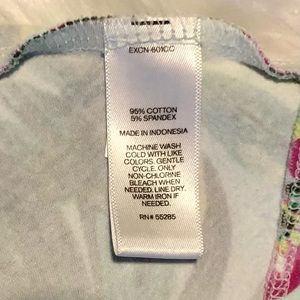 EXCN-601CC
95% COTTON
5% SPANDEX
MADE IN INDONESIA
MACHINE WASH
COLD WITH LIKE
COLORS. GENTLE
CYCLE. ONLY
NON-CHLORINE
BLEACH WHEN
NEEDED. LINE DRY.
WARM IRON IF
NEEDED.
RN# 55285